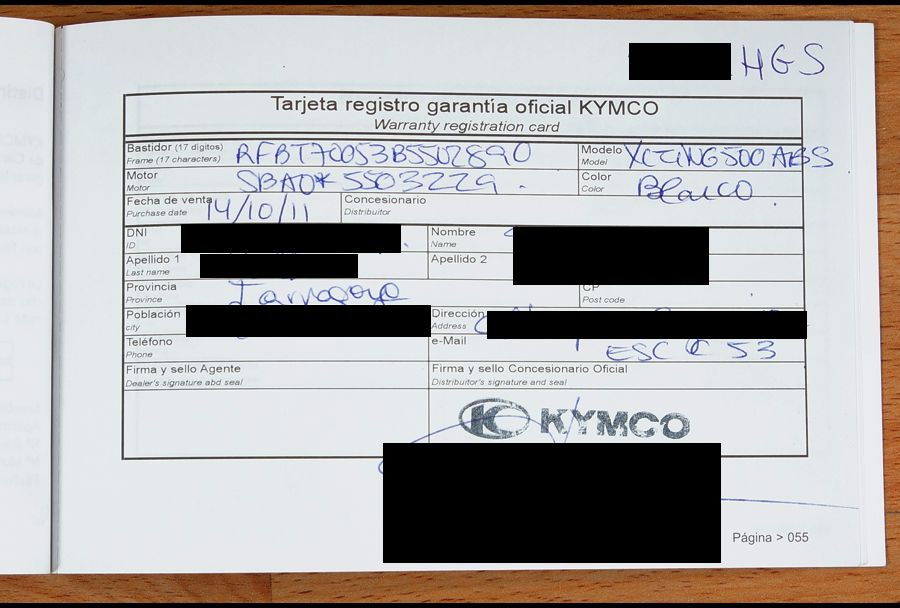 HGS
Tarjeta registro garantía oficial KYMCO
Warranty registration card
Bastidor (17 dígitos) RFBT70053B5502890 Modelo XCTING 500 ABS
Frame (17 characters) Model
Motor SBA0* 5503229. Color Blanco
Motor Color
Fecha de venta 14/10/11 Concesionario
Purchase date Distribuitor
DNI Nombre
ID Name
Apellido 1 Apellido 2
Last name
Provincia Tarragona CP
Province Post code
Población Dirección
city Address
Teléfono e-Mail ESC C 53
Phone
Firma y sello Agente Firma y sello Concesionario Oficial
Dealer's signature abd seal Distributor's signature and seal
KYMCO
Página > 055